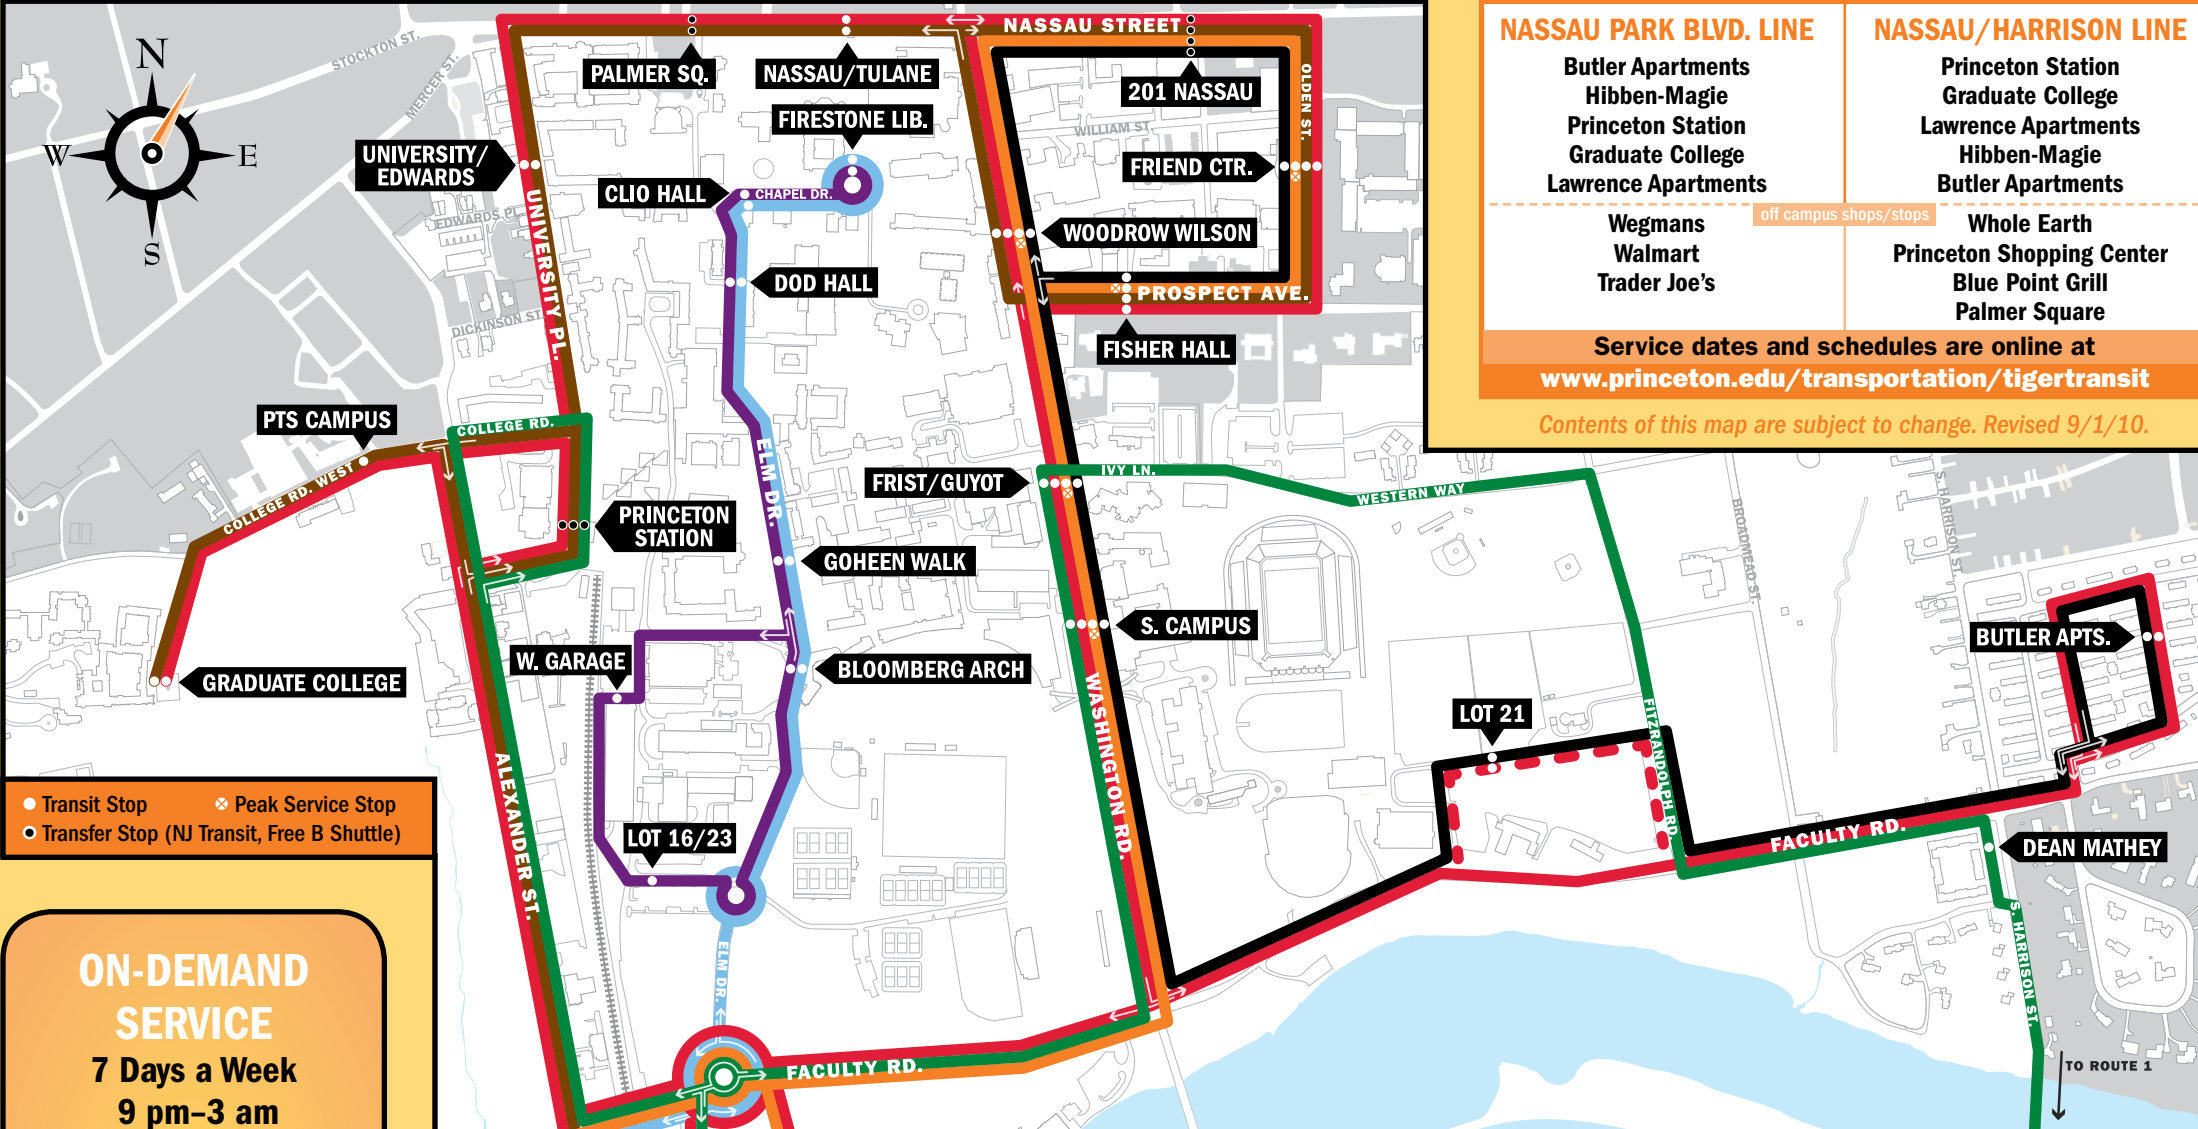 N
W
E
S
STOCKTON ST.
MERCER ST.
NASSAU STREET
PALMER SQ.
NASSAU/TULANE
201 NASSAU
FIRESTONE LIB.
OLDEN ST.
WILLIAM ST.
UNIVERSITY/
EDWARDS
FRIEND CTR.
CLIO HALL
CHAPEL DR.
EDWARDS PL.
UNIVERSITY PL.
WOODROW WILSON
DOD HALL
PROSPECT AVE.
DICKINSON ST.
FISHER HALL
PTS CAMPUS
COLLEGE RD.
COLLEGE RD. WEST
ELM DR.
FRIST/GUYOT
IVY LN.
WESTERN WAY
PRINCETON
STATION
GOHEEN WALK
BROADMEAD ST.
S. HARRISON ST.
S. CAMPUS
BUTLER APTS.
W. GARAGE
BLOOMBERG ARCH
GRADUATE COLLEGE
WASHINGTON RD.
LOT 21
FITZRANDOLPH RD.
ALEXANDER ST.
LOT 16/23
FACULTY RD.
DEAN MATHEY
S. HARRISON ST.
ELM DR.
FACULTY RD.
TO ROUTE 1
NASSAU PARK BLVD. LINE
Butler Apartments
Hibben-Magie
Princeton Station
Graduate College
Lawrence Apartments
NASSAU/HARRISON LINE
Princeton Station
Graduate College
Lawrence Apartments
Hibben-Magie
Butler Apartments
off campus shops/stops
Wegmans
Walmart
Trader Joe's
Whole Earth
Princeton Shopping Center
Blue Point Grill
Palmer Square
Service dates and schedules are online at
www.princeton.edu/transportation/tigertransit
Contents of this map are subject to change. Revised 9/1/10.
Transit Stop
Peak Service Stop
Transfer Stop (NJ Transit, Free B Shuttle)
ON-DEMAND
SERVICE
7 Days a Week
9 pm–3 am